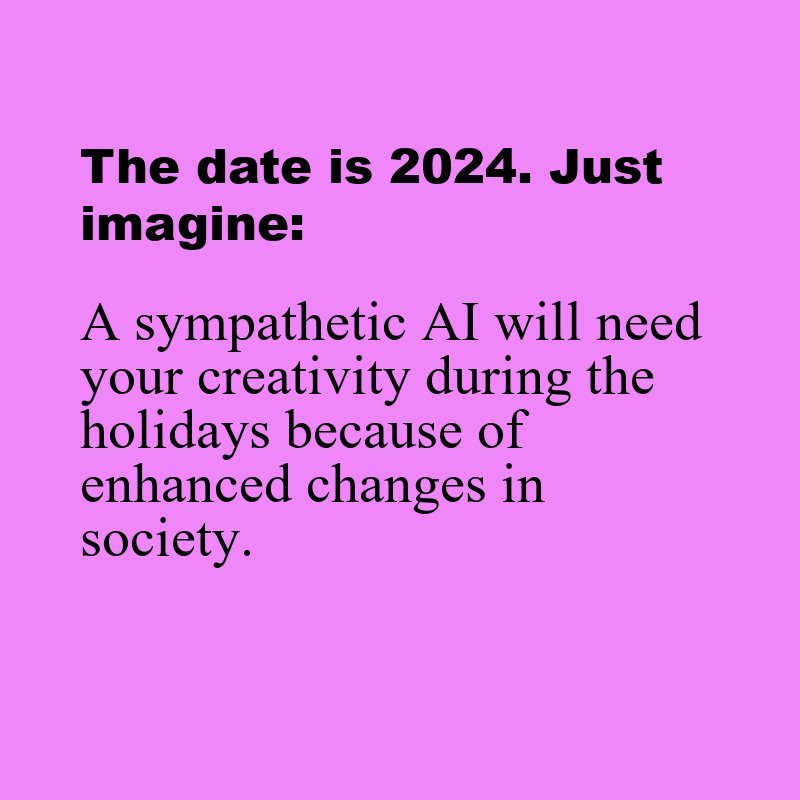 The date is 2024. Just
imagine:
A sympathetic AI will need
your creativity during the
holidays because of
enhanced changes in
society.